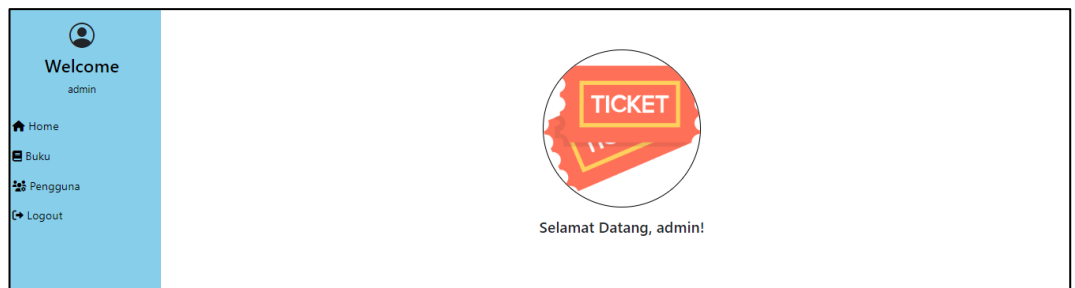 Welcome
admin
Home
Buku
Pengguna
Logout
TICKET
Selamat Datang, admin!